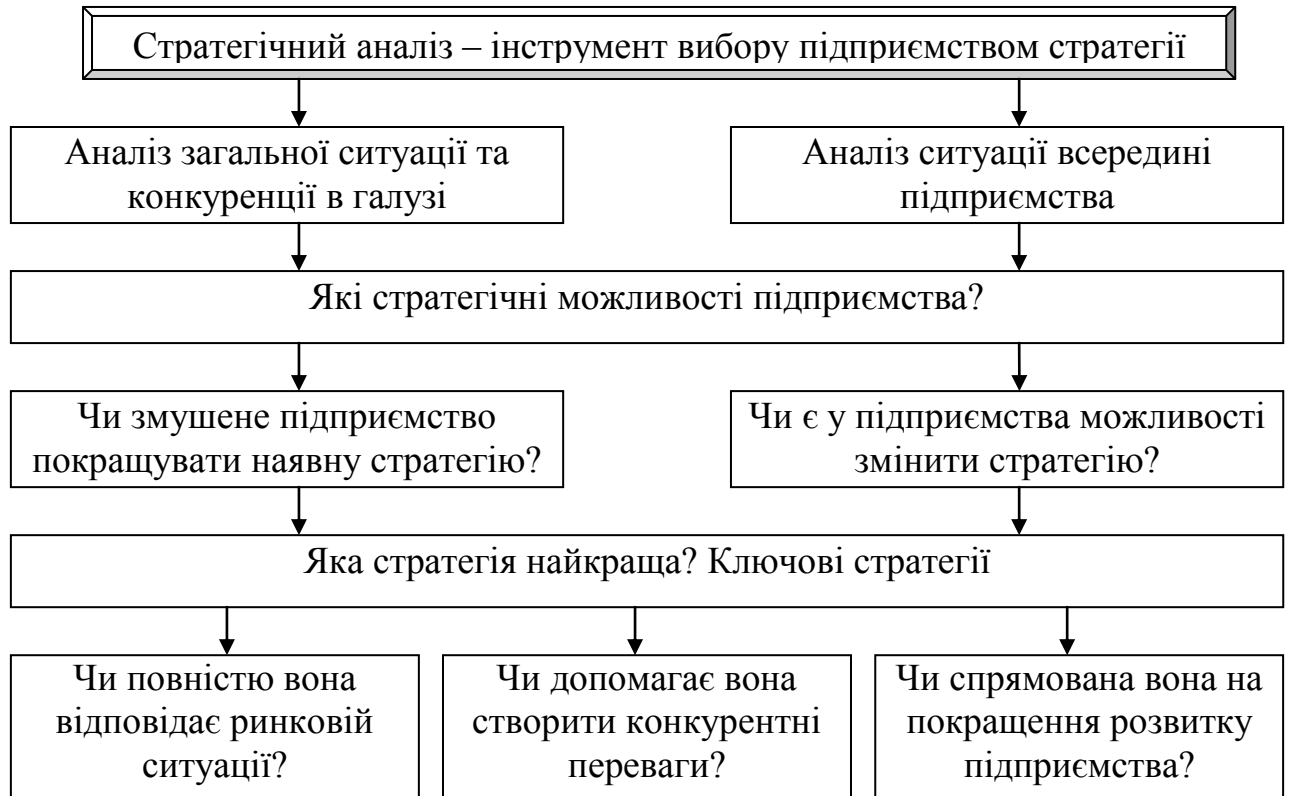 Стратегічний аналіз – інструмент вибору підприємством стратегії
Аналіз загальної ситуації та
конкуренції в галузі
Аналіз ситуації всередині
підприємства
Які стратегічні можливості підприємства?
Чи змушене підприємство
покращувати наявну стратегію?
Чи є у підприємства можливості
змінити стратегію?
Яка стратегія найкраща? Ключові стратегії
Чи повністю вона
відповідає ринковій
ситуації?
Чи допомагає вона
створити конкурентні
переваги?
Чи спрямована вона на
покращення розвитку
підприємства?